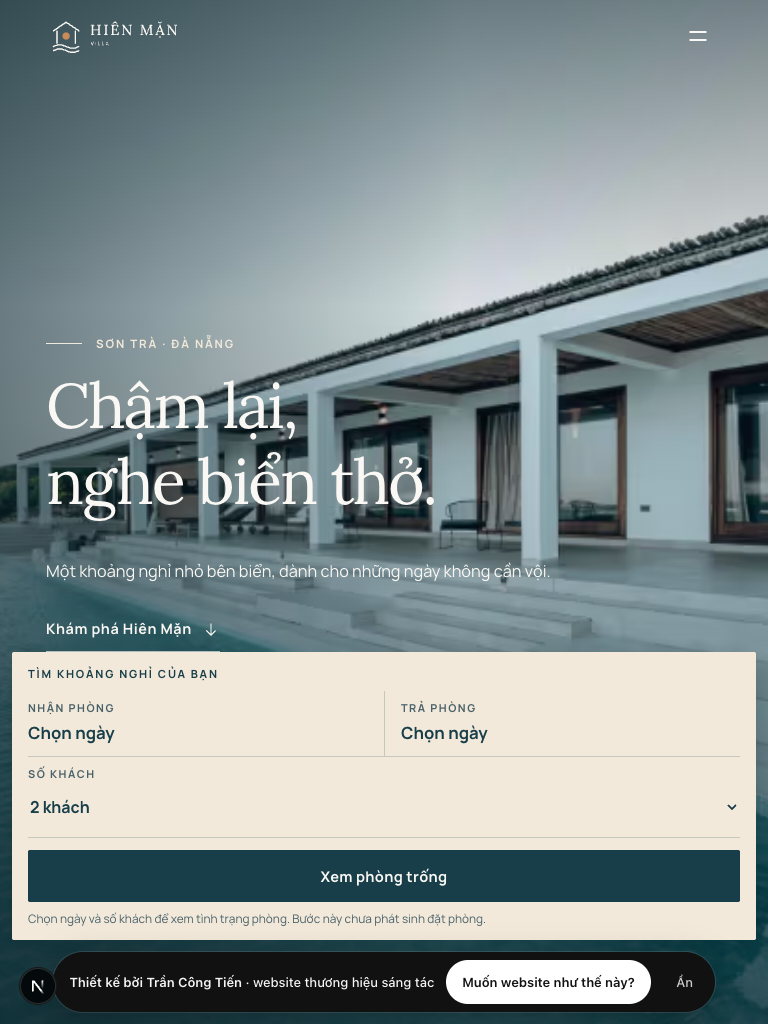 HIÊN MẶN
VILLA
SƠN TRÀ · ĐÀ NẴNG
Chậm lại,
nghe biển thở.
Một khoảng nghỉ nhỏ bên biển, dành cho những ngày không cần vội.
Khám phá Hiên Mặn ↓
TÌM KHOẢNG NGHỈ CỦA BẠN
NHẬN PHÒNG
TRẢ PHÒNG
Chọn ngày
Chọn ngày
SỐ KHÁCH
2 khách
Xem phòng trống
Chọn ngày và số khách để xem tình trạng phòng. Bước này chưa phát sinh đặt phòng.
N
Thiết kế bởi Trần Công Tiến · website thương hiệu sáng tác
Muốn website như thế này?
Ẩn